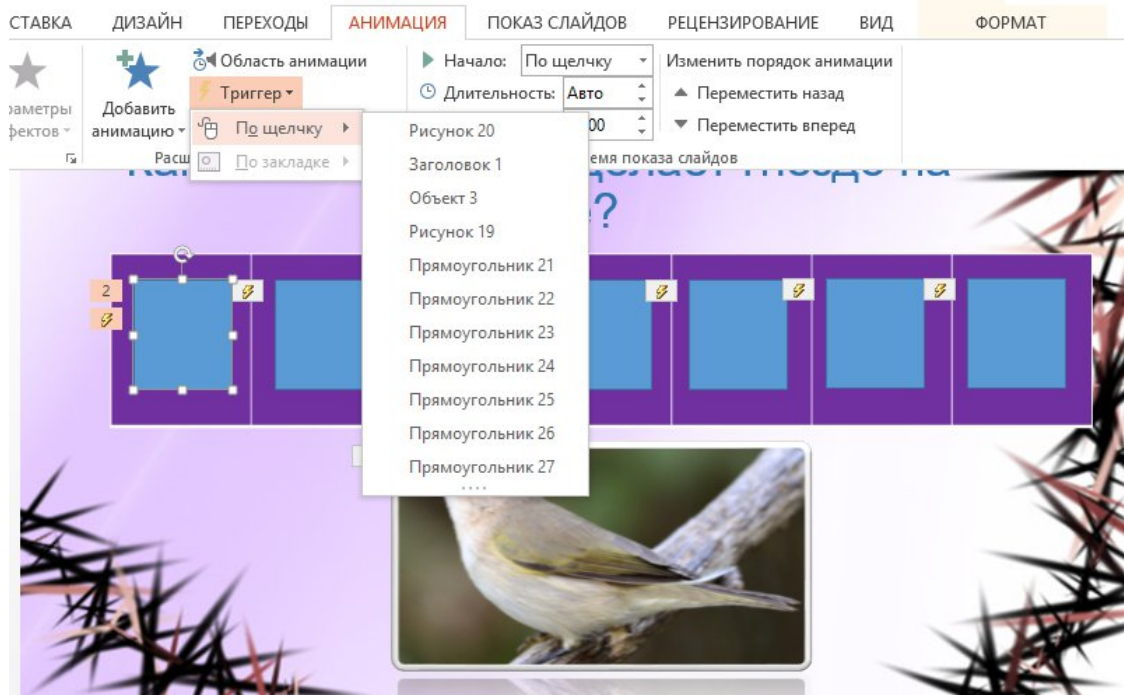 СТАВКА ДИЗАЙН ПЕРЕХОДЫ АНИМАЦИЯ ПОКАЗ СЛАЙДОВ РЕЦЕНЗИРОВАНИЕ ВИД ФОРМАТ
Область анимации
Начало: По щелчку
Изменить порядок анимации
раметры
фектов
Добавить
анимацию
Триггер
Длительность: Авто
Переместить назад
По щелчку
00
Переместить вперед
По закладке
Расш
емя показа слайдов
Рисунок 20
Заголовок 1
Объект 3
Рисунок 19
Прямоугольник 21
Прямоугольник 22
Прямоугольник 23
Прямоугольник 24
Прямоугольник 25
Прямоугольник 26
Прямоугольник 27
гнездо на
?
2